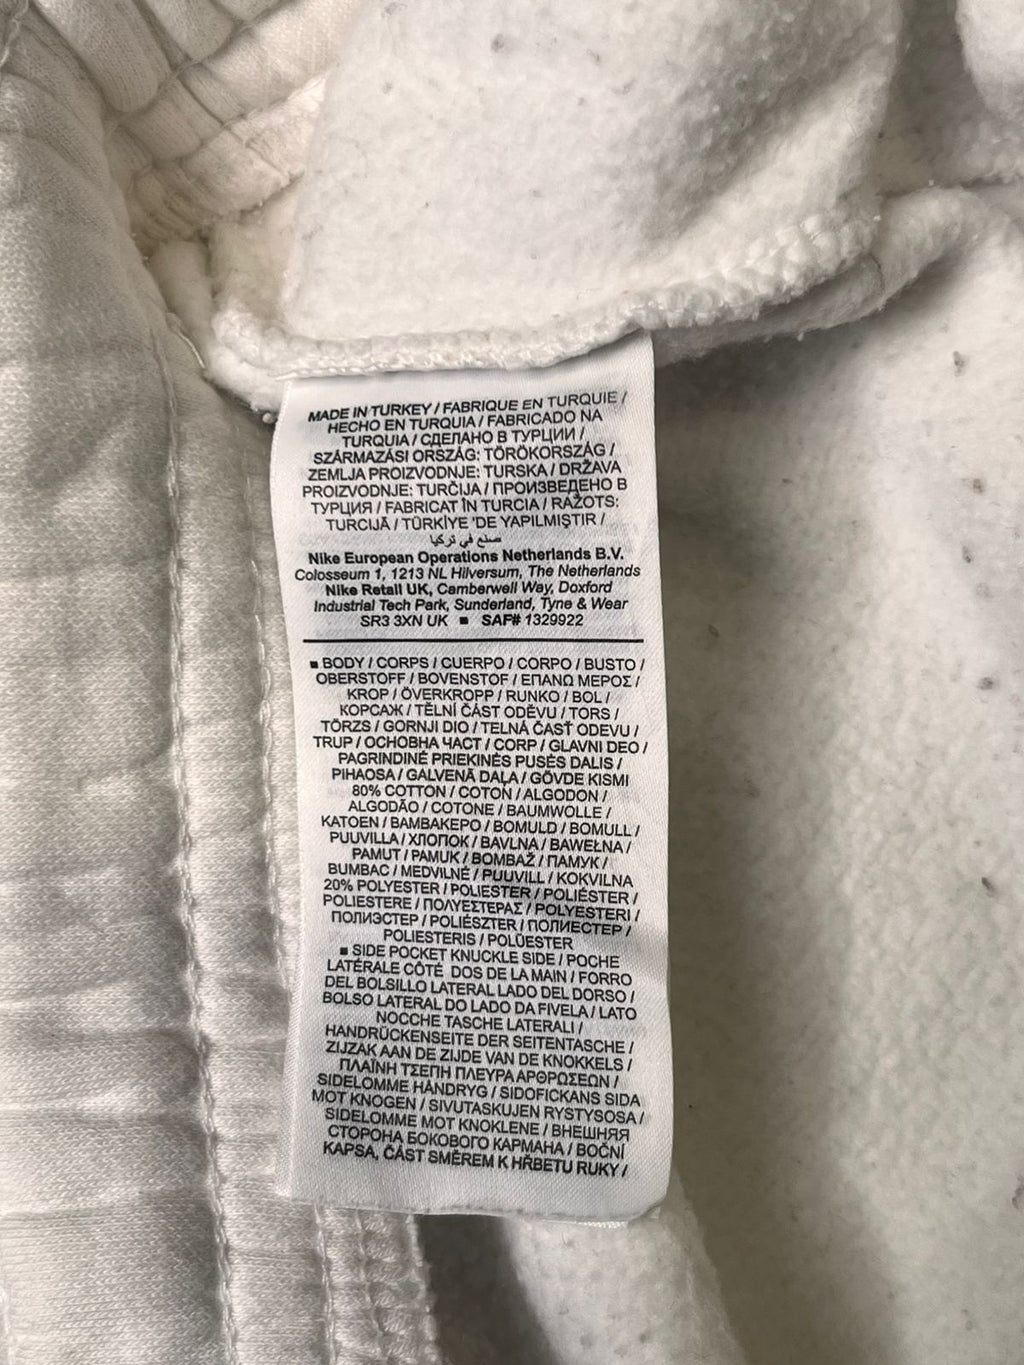 MADE IN TURKEY / FABRIQUE EN TURQUIE /
HECHO EN TURQUIA / FABRICADO NA
TURQUIA / СДЕЛАНО В ТУРЦИИ /
SZÁRMAZÁSI ORSZÁG: TÖRÖKORSZÁG /
ZEMLJA PROIZVODNJE: TURSKA / DRŽAVA
PROIZVODNJE: TURČIJA / ПРОИЗВЕДЕНО В
ТУРЦИЯ / FABRICAT ÎN TURCIA / RAŽOTS:
TURCIJĀ / TÜRKİYE 'DE YAPILMIŞTIR /
صنع في تركيا
Nike European Operations Netherlands B.V.
Colosseum 1, 1213 NL Hilversum, The Netherlands
Nike Retail UK, Camberwell Way, Doxford
Industrial Tech Park, Sunderland, Tyne & Wear
SR3 3XN UK ■ SAF# 1329922
■ BODY / CORPS / CUERPO / CORPO / BUSTO /
OBERSTOFF / BOVENSTOF / ΕΠΑΝΩ ΜΕΡΟΣ /
KROP / ÖVERKROPP / RUNKO / BOL /
КОРСАЖ / TĚLNÍ ČÁST ODĚVU / TORS /
TÖRZS / GORNJI DIO / TELNÁ ČASŤ ODEVU /
TRUP / ОСНОВНА ЧАСТ / CORP / GLAVNI DEO /
PAGRINDINĖ PRIEKINĖS PUSĖS DALIS /
PIHAOSA / GALVENĀ DAĻA / GÖVDE KISMI
80% COTTON / COTON / ALGODON /
ALGODÃO / COTONE / BAUMWOLLE /
KATOEN / ΒΑΜΒΑΚΕΡΟ / BOMULD / BOMULL /
PUUVILLA / ХЛОПОК / BAVLNA / BAWEŁNA /
PAMUT / PAMUK / BOMBAŽ / ПАМУК /
BUMBAC / MEDVILNĖ / PUUVILL / KOKVILNA
20% POLYESTER / POLIESTER / POLIÉSTER /
POLIESTERE / ΠΟΛΥΕΣΤΕΡΑΣ / POLYESTERI /
ПОЛИЭСТЕР / POLIÉSZTER / ПОЛИЕСТЕР /
POLIESTERIS / POLÜESTER
■ SIDE POCKET KNUCKLE SIDE / POCHE
LATÉRALE CÔTÉ DOS DE LA MAIN / FORRO
DEL BOLSILLO LATERAL LADO DEL DORSO /
BOLSO LATERAL DO LADO DA FIVELA / LATO
NOCCHE TASCHE LATERALI /
HANDRÜCKENSEITE DER SEITENTASCHE /
ZIJZAK AAN DE ZIJDE VAN DE KNOKKELS /
ΠΛΑΪΝΗ ΤΣΕΠΗ ΠΛΕΥΡΑ ΑΡΘΡΩΣΕΩΝ /
SIDELOMME HÅNDRYG / SIDOFICKANS SIDA
MOT KNOGEN / SIVUTASKUJEN RYSTYSOSA /
SIDELOMME MOT KNOKLENE / ВНЕШНЯЯ
СТОРОНА БОКОВОГО КАРМАНА / BOČNÍ
KAPSA, ČÁST SMĚREM K HŘBETU RUKY /